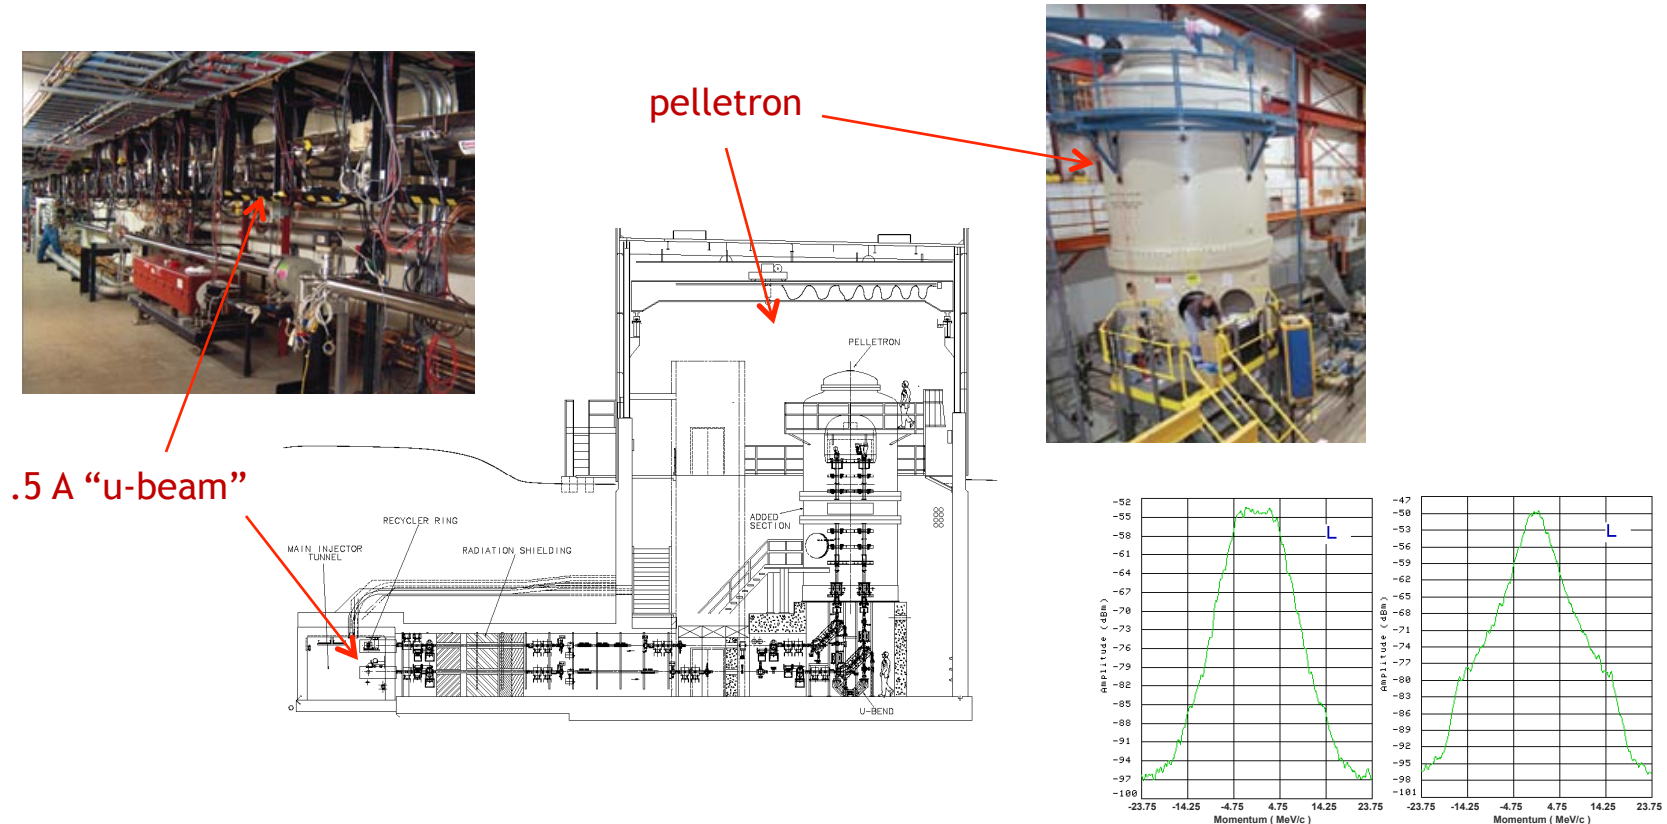 pelletron
.5 A “u-beam”
PELLETRON
ADDED
SECTION
RECYCLER RING
MAIN INJECTOR
TUNNEL
RADIATION SHIELDING
U-BEND
-52
-55
-58
-61
-64
-67
-70
-73
-76
-79
-82
-85
-88
-91
-94
-97
-100
Amplitude (dBm)
L
-23.75 -14.25 -4.75 4.75 14.25 23.75
Momentum ( MeV/c )
-47
-50
-53
-56
-59
-62
-65
-68
-71
-74
-77
-80
-83
-86
-89
-92
-95
-98
-101
Amplitude (dBm)
L
-23.75 -14.25 -4.75 4.75 14.25 23.75
Momentum ( MeV/c )